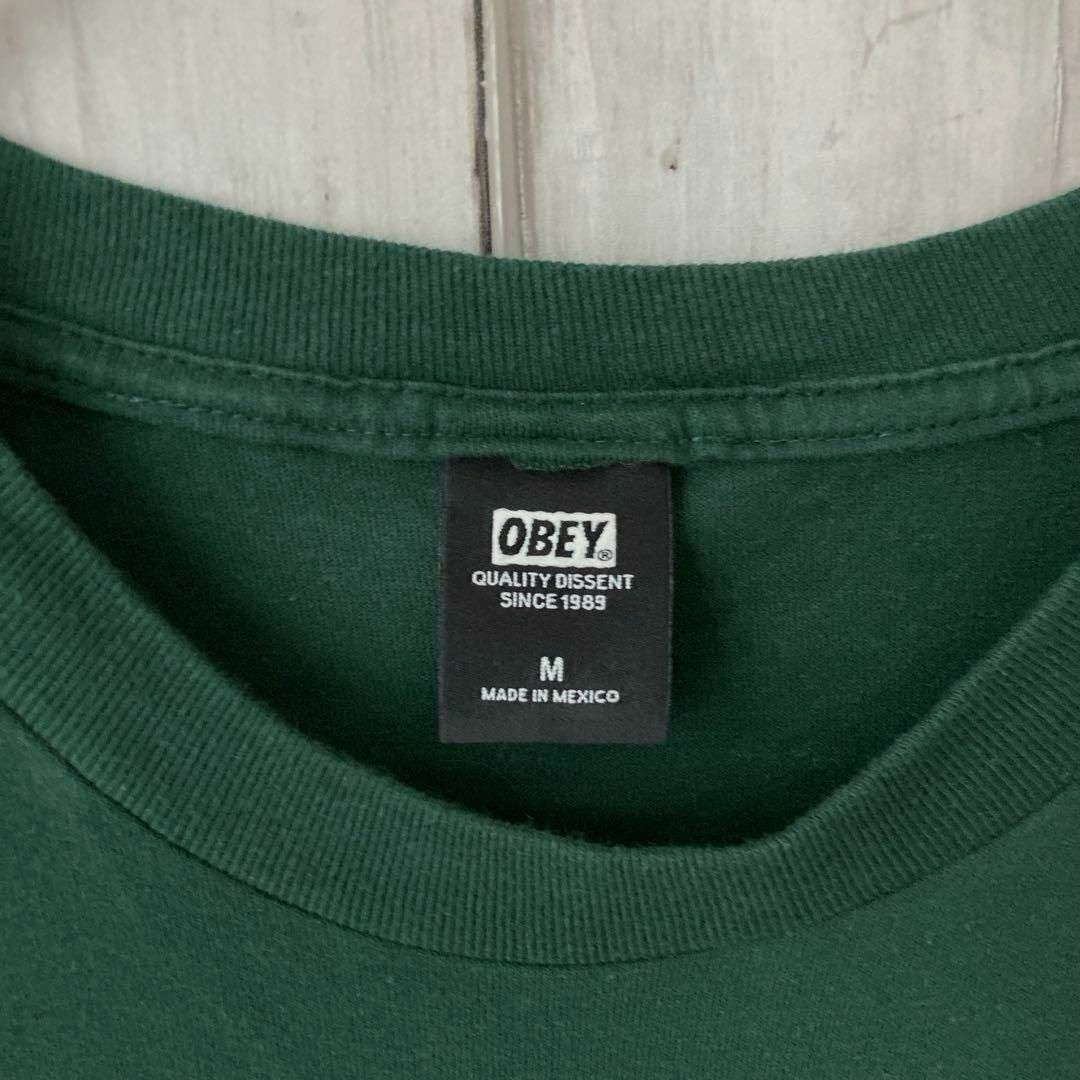 OBEY®
QUALITY DISSENT
SINCE 1989
M
MADE IN MEXICO